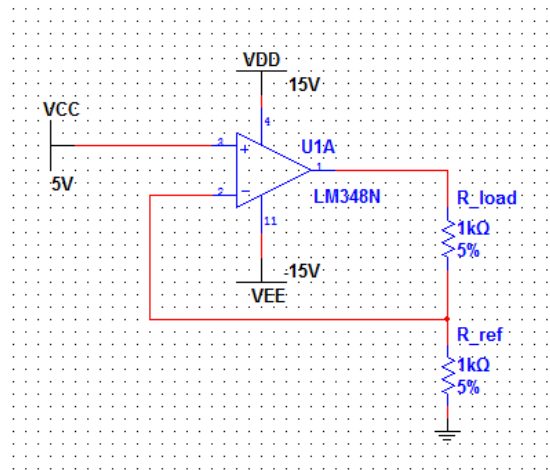 VDD
15V
VCC
4
3
U1A
+
1
5V
2
−
LM348N
R_load
11
1kΩ
5%
-15V
VEE
R_ref
1kΩ
5%